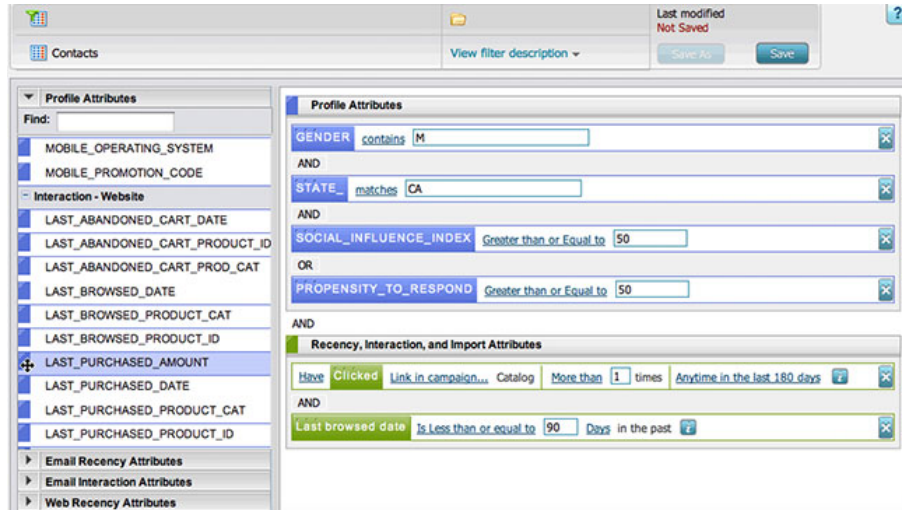 Last modified
Not Saved
?
Contacts
View filter description
Save As
Save
Profile Attributes
Find:
MOBILE_OPERATING_SYSTEM
MOBILE_PROMOTION_CODE
Interaction - Website
LAST_ABANDONED_CART_DATE
LAST_ABANDONED_CART_PRODUCT_ID
LAST_ABANDONED_CART_PROD_CAT
LAST_BROWSED_DATE
LAST_BROWSED_PRODUCT_CAT
LAST_BROWSED_PRODUCT_ID
LAST_PURCHASED_AMOUNT
LAST_PURCHASED_DATE
LAST_PURCHASED_PRODUCT_CAT
LAST_PURCHASED_PRODUCT_ID
Email Recency Attributes
Email Interaction Attributes
Web Recency Attributes
Profile Attributes
GENDER contains M
AND
STATE_ matches CA
AND
SOCIAL_INFLUENCE_INDEX Greater than or Equal to 50
OR
PROPENSITY_TO_RESPOND Greater than or Equal to 50
AND
Recency, Interaction, and Import Attributes
Have Clicked Link in campaign... Catalog More than 1 times Anytime in the last 180 days
AND
Last browsed date Is Less than or equal to 90 Days in the past